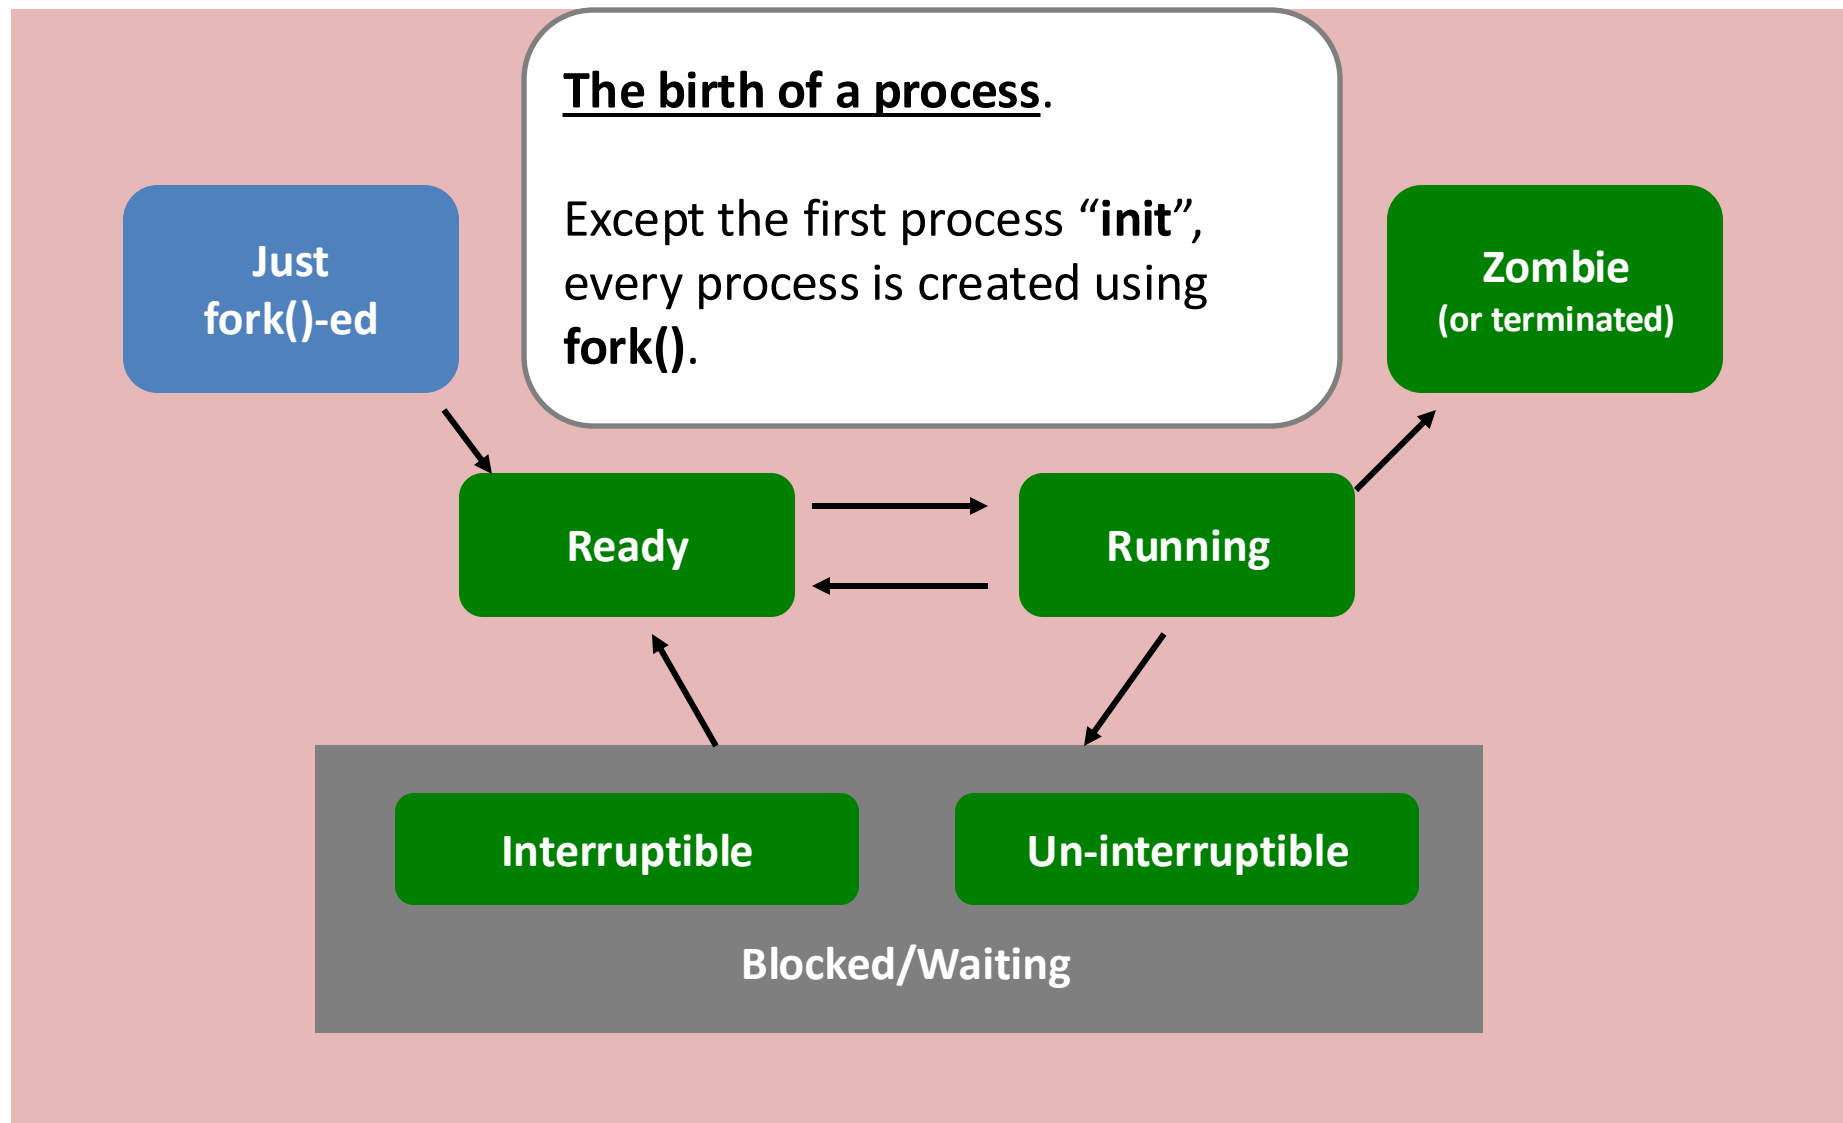 The birth of a process.
Except the first process “init”,
every process is created using
fork().
Just
fork()-ed
Zombie
(or terminated)
Ready
Running
Interruptible
Un-interruptible
Blocked/Waiting